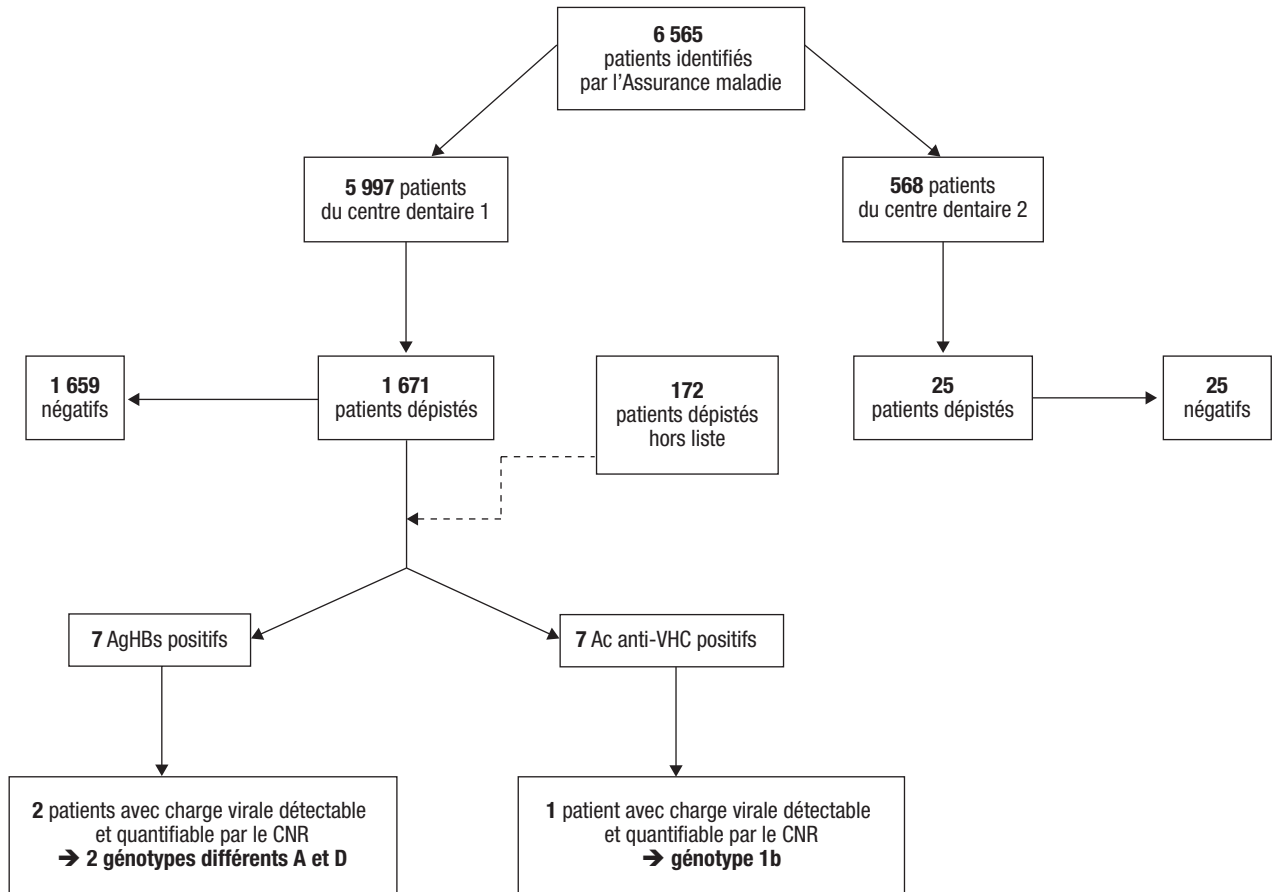 6 565
patients identifiés
par l'Assurance maladie
5 997 patients
du centre dentaire 1
568 patients
du centre dentaire 2
1 659
négatifs
1 671
patients dépistés
172
patients dépistés
hors liste
25
patients dépistés
25
négatifs
7 AgHBs positifs
7 Ac anti-VHC positifs
2 patients avec charge virale détectable
et quantifiable par le CNR
➔ 2 génotypes différents A et D
1 patient avec charge virale détectable
et quantifiable par le CNR
➔ génotype 1b